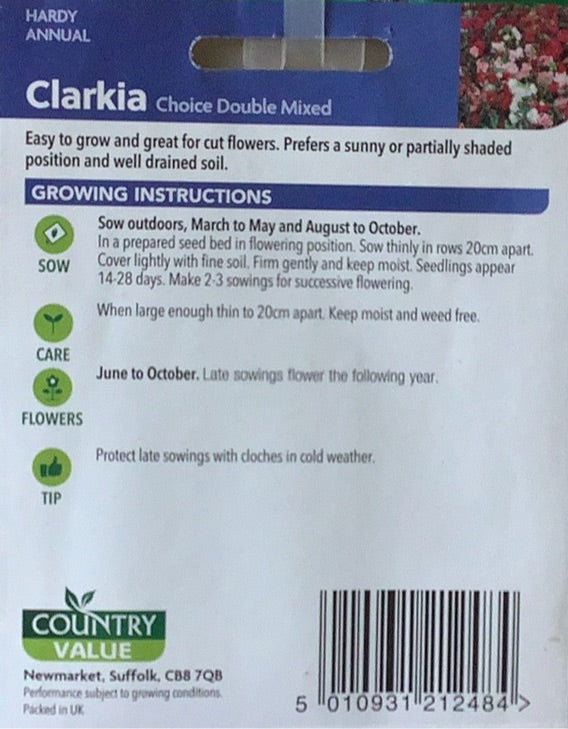 HARDY
ANNUAL
Clarkia Choice Double Mixed
Easy to grow and great for cut flowers. Prefers a sunny or partially shaded
position and well drained soil.
GROWING INSTRUCTIONS
SOW
Sow outdoors, March to May and August to October.
In a prepared seed bed in flowering position. Sow thinly in rows 20cm apart.
Cover lightly with fine soil. Firm gently and keep moist. Seedlings appear
14-28 days. Make 2-3 sowings for successive flowering.
CARE
When large enough thin to 20cm apart. Keep moist and weed free.
FLOWERS
June to October. Late sowings flower the following year.
TIP
Protect late sowings with cloches in cold weather.
COUNTRY
VALUE
Newmarket, Suffolk, CB8 7QB
Performance subject to growing conditions.
Packed in UK
5 010931 212484 >